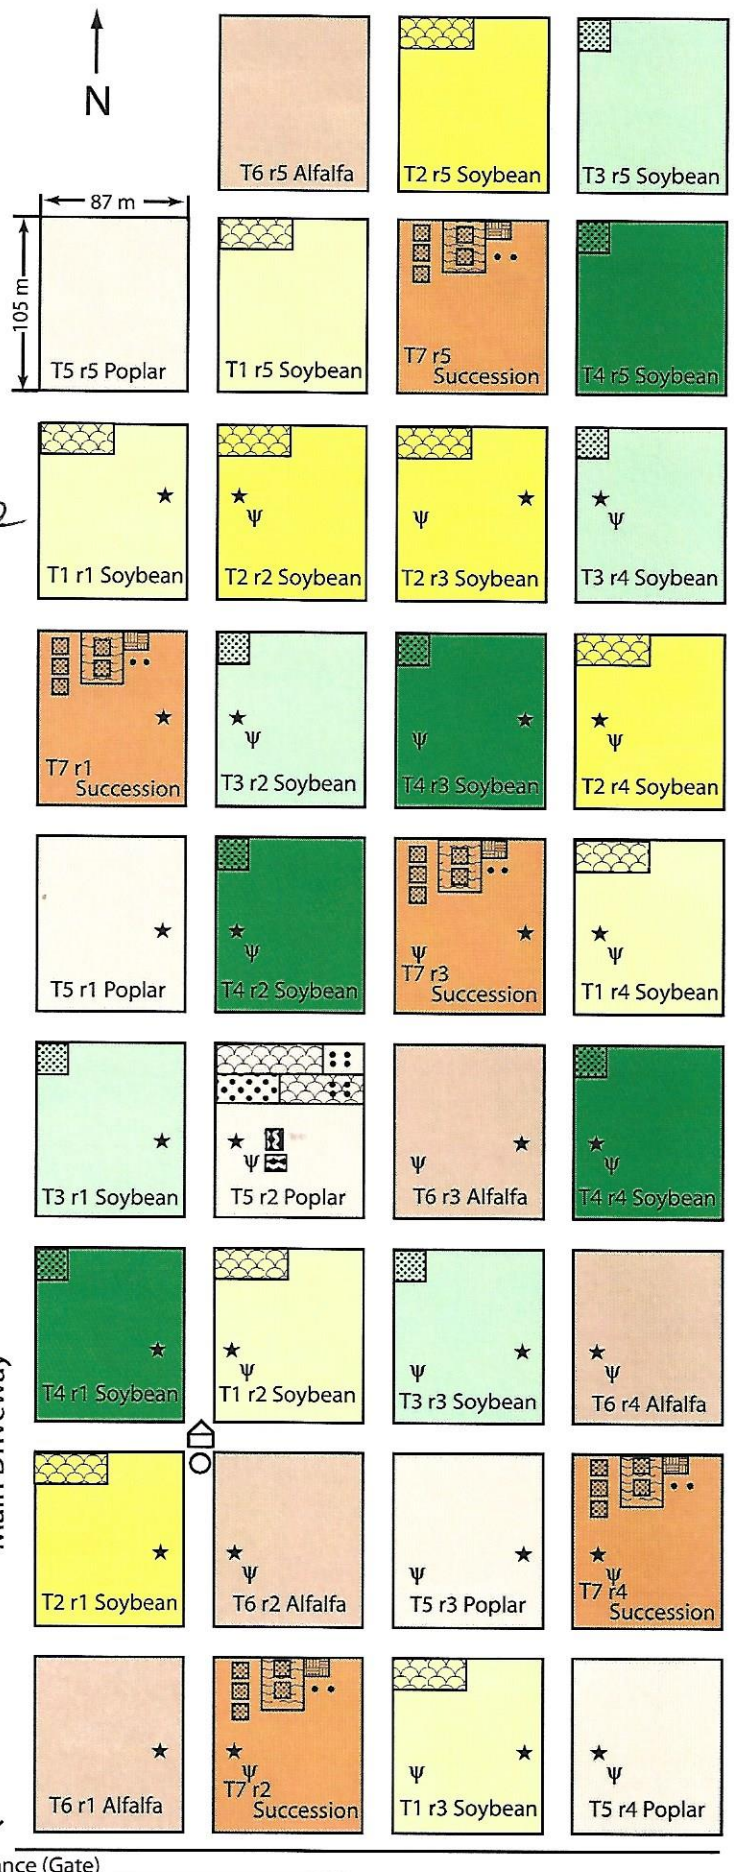 N
T6 r5 Alfalfa
T2 r5 Soybean
T3 r5 Soybean
87 m
105 m
T5 r5 Poplar
T1 r5 Soybean
T7 r5
Succession
T4 r5 Soybean
T1 r1 Soybean
T2 r2 Soybean
T2 r3 Soybean
T3 r4 Soybean
T7 r1
Succession
T3 r2 Soybean
T4 r3 Soybean
T2 r4 Soybean
T5 r1 Poplar
T4 r2 Soybean
T7 r3
Succession
T1 r4 Soybean
T3 r1 Soybean
T5 r2 Poplar
T6 r3 Alfalfa
T4 r4 Soybean
T4 r1 Soybean
T1 r2 Soybean
T3 r3 Soybean
T6 r4 Alfalfa
Main Driveway
T2 r1 Soybean
T6 r2 Alfalfa
T5 r3 Poplar
T7 r4
Succession
T6 r1 Alfalfa
T7 r2
Succession
T1 r3 Soybean
T5 r4 Poplar
(Gate)